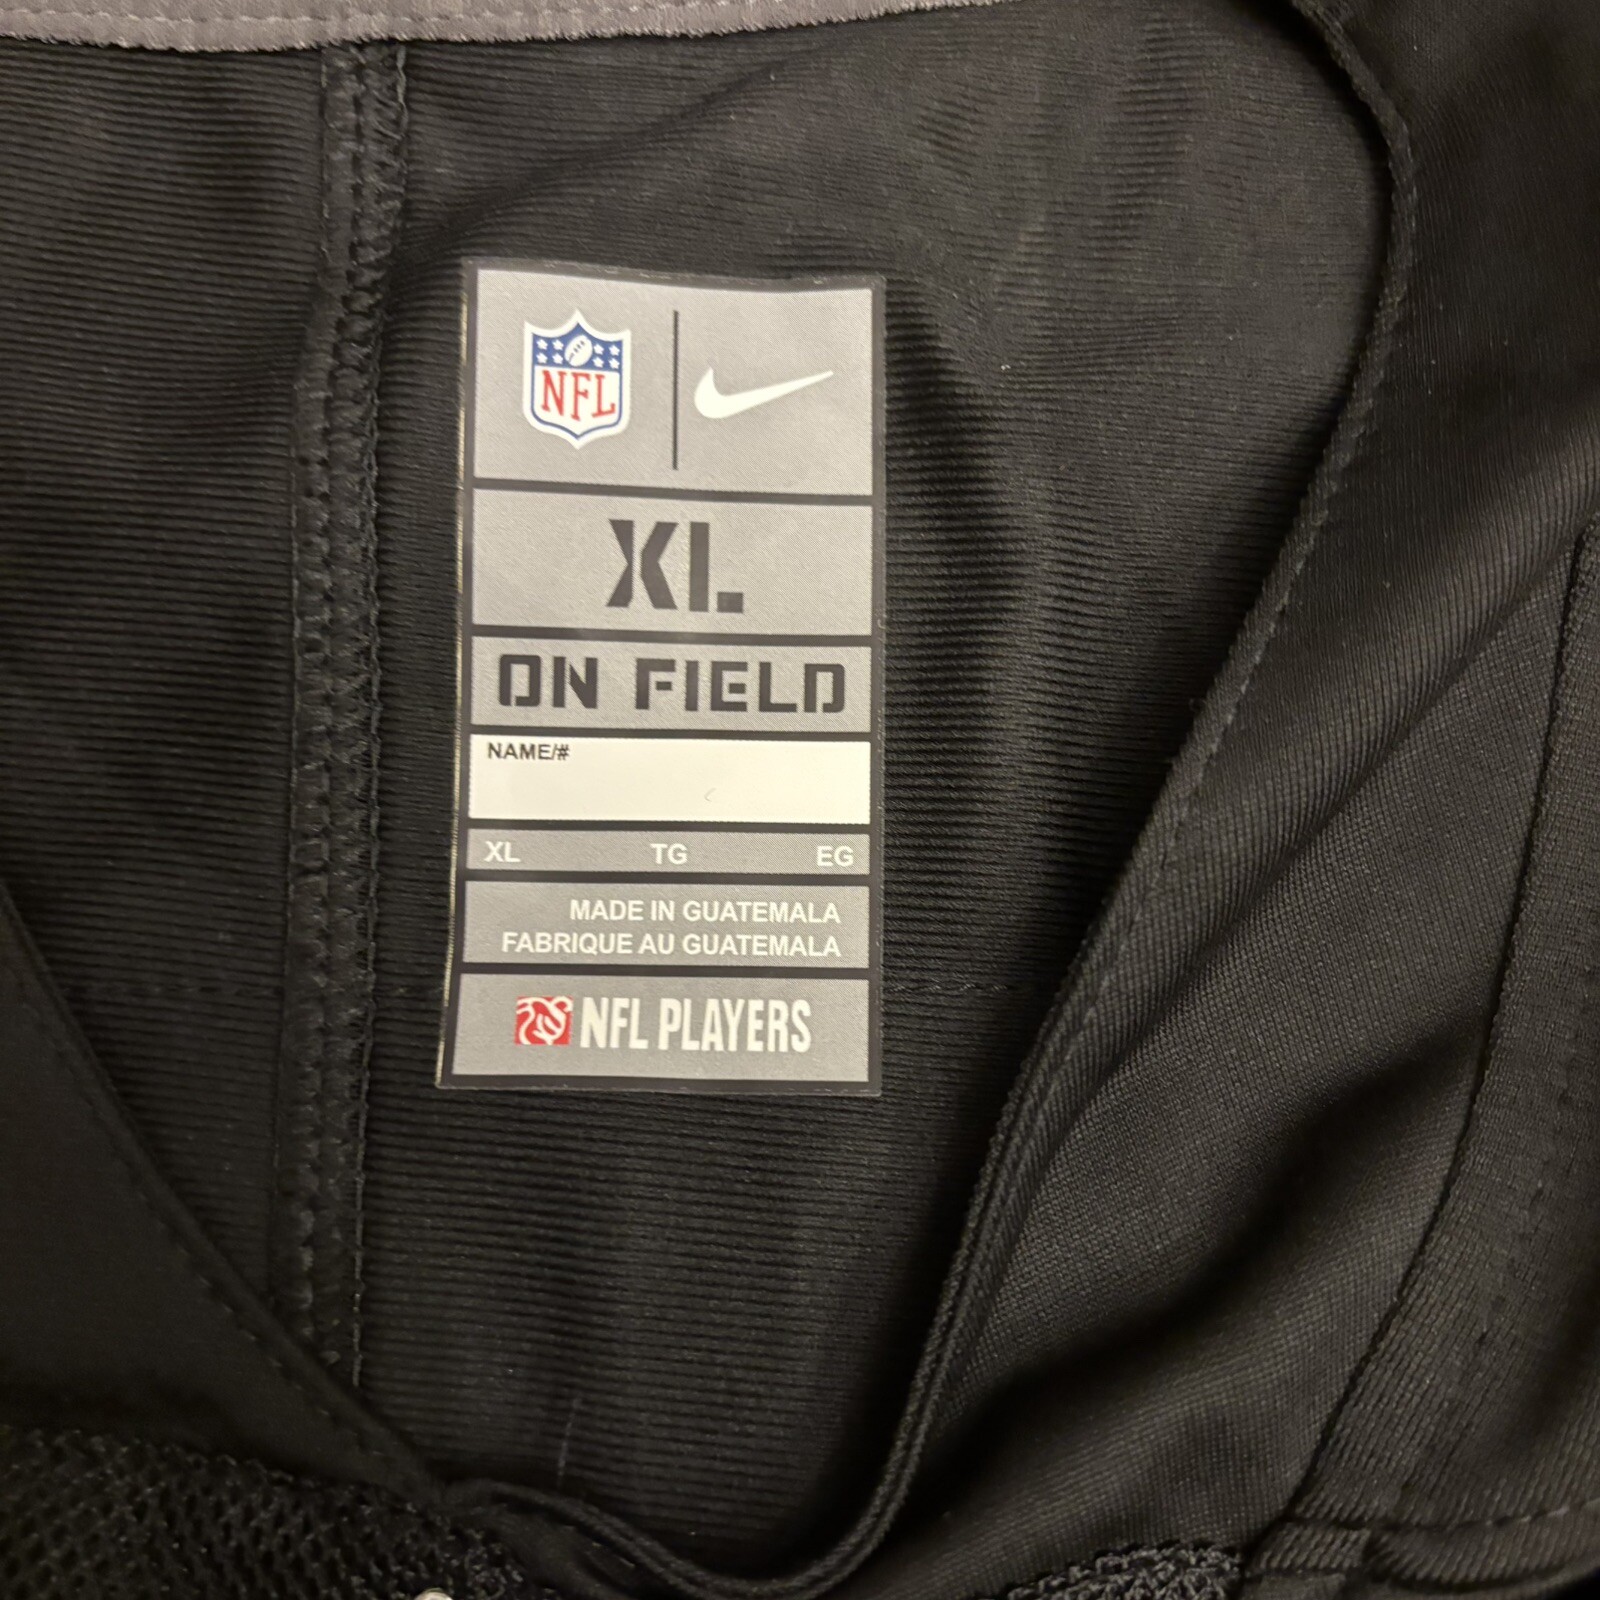 NFL
XL
ON FIELD
NAME/#
XL TG EG
MADE IN GUATEMALA
FABRIQUE AU GUATEMALA
NFL PLAYERS